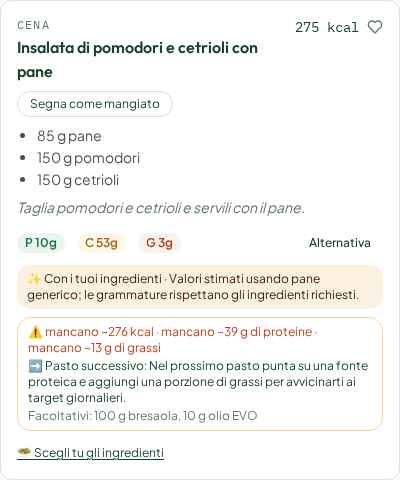 CENA
275 kcal
Insalata di pomodori e cetrioli con
pane
Segna come mangiato
• 85 g pane
• 150 g pomodori
• 150 g cetrioli
Taglia pomodori e cetrioli e servili con il pane.
P 10g C 53g G 3g Alternativa
✨ Con i tuoi ingredienti · Valori stimati usando pane
generico; le grammature rispettano gli ingredienti richiesti.
⚠️ mancano ~276 kcal · mancano ~39 g di proteine ·
mancano ~13 g di grassi
➡️ Pasto successivo: Nel prossimo pasto punta su una fonte
proteica e aggiungi una porzione di grassi per avvicinarti ai
target giornalieri.
Facoltativi: 100 g bresaola, 10 g olio EVO
🥗 Scegli tu gli ingredienti